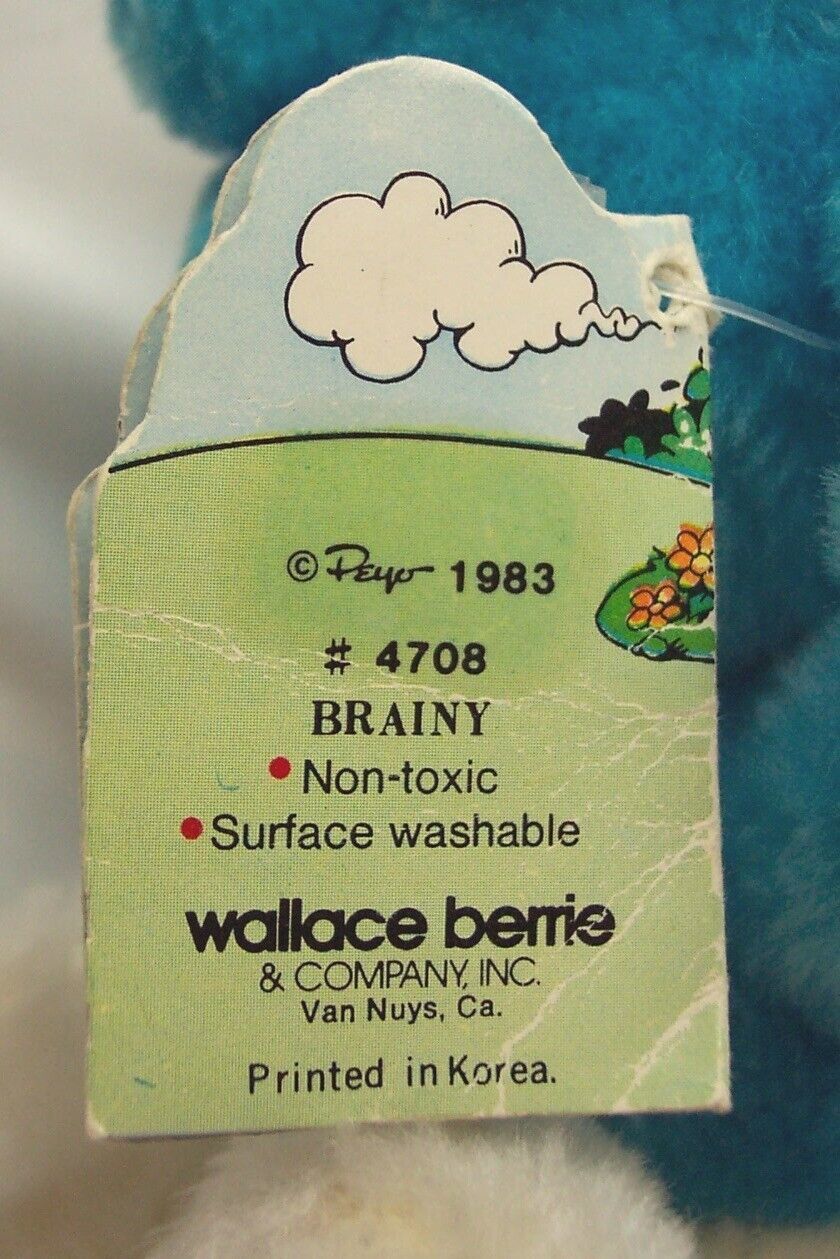 © Peyo 1983
# 4708
BRAINY
• Non-toxic
• Surface washable
wallace berrie
& COMPANY, INC.
Van Nuys, Ca.
Printed in Korea.